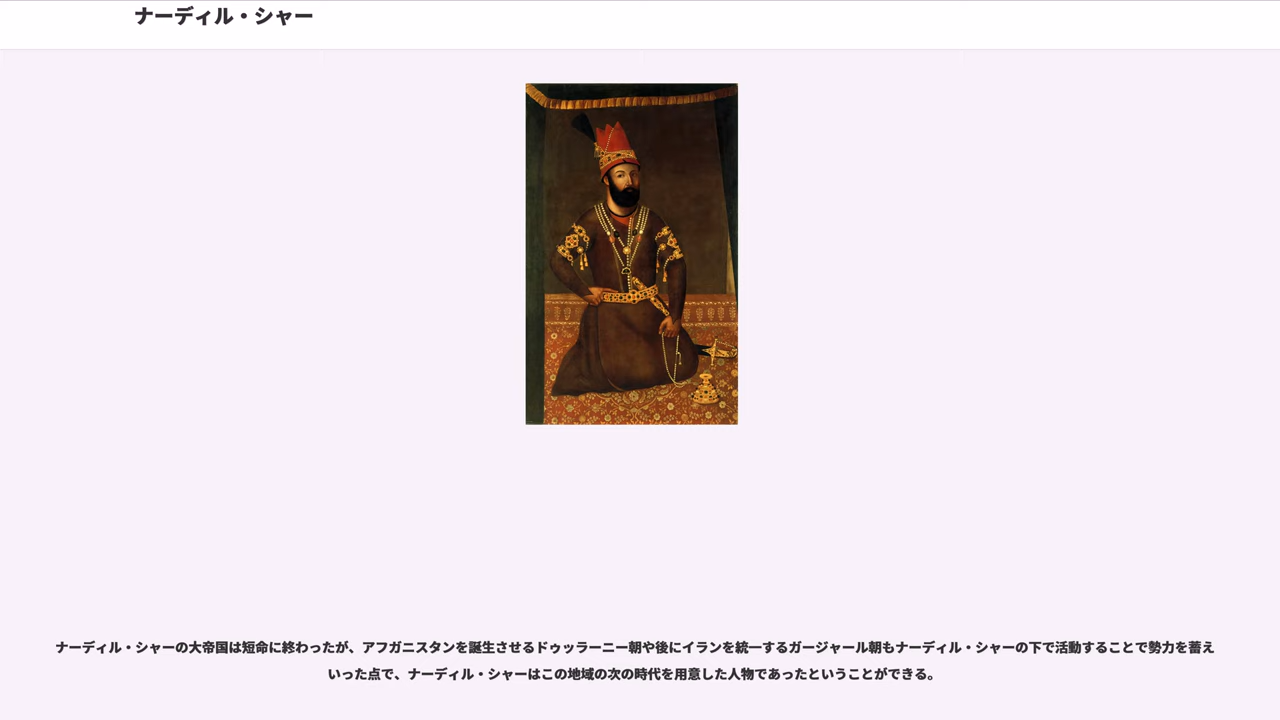 ナーディル・シャー
ナーディル・シャーの大帝国は短命に終わったが、アフガニスタンを誕生させるドゥッラーニー朝や後にイランを統一するガージャール朝もナーディル・シャーの下で活動することで勢力を蓄え
いった点で、ナーディル・シャーはこの地域の次の時代を用意した人物であったということができる。